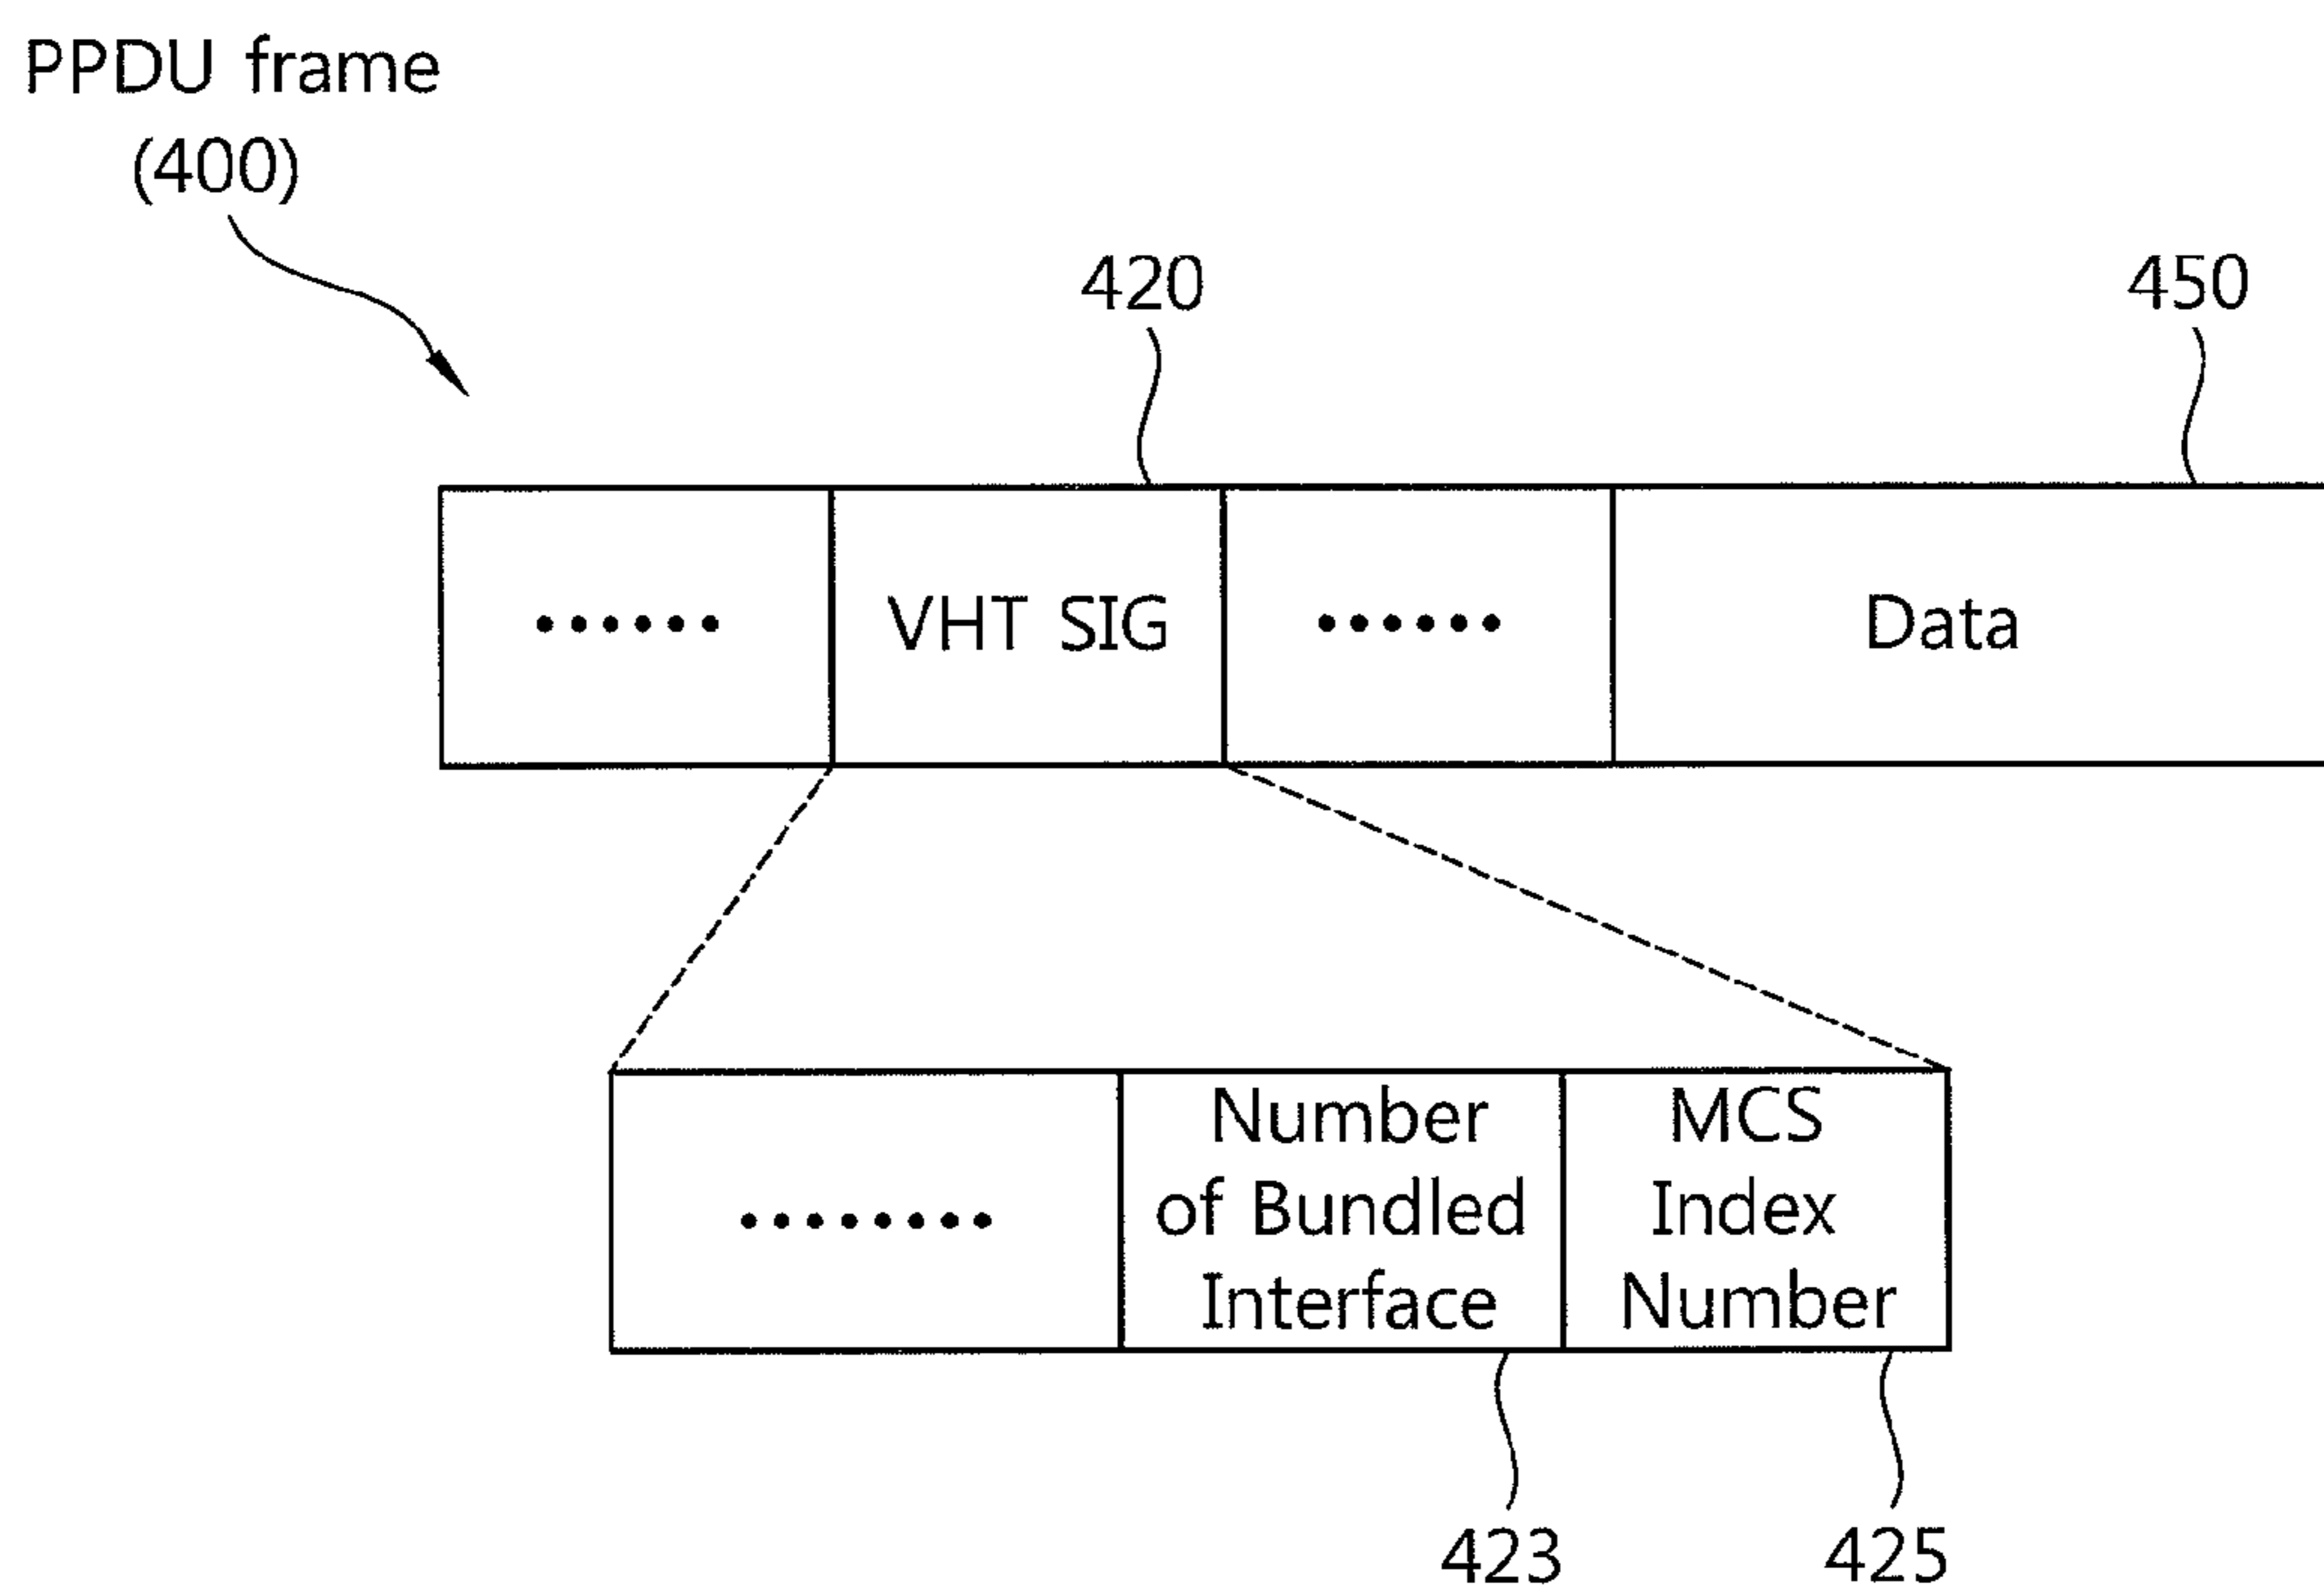 PPDU frame
(400)
420
450
...... VHT SIG ...... Data
........
Number
of Bundled
Interface
MCS
Index
Number
423
425